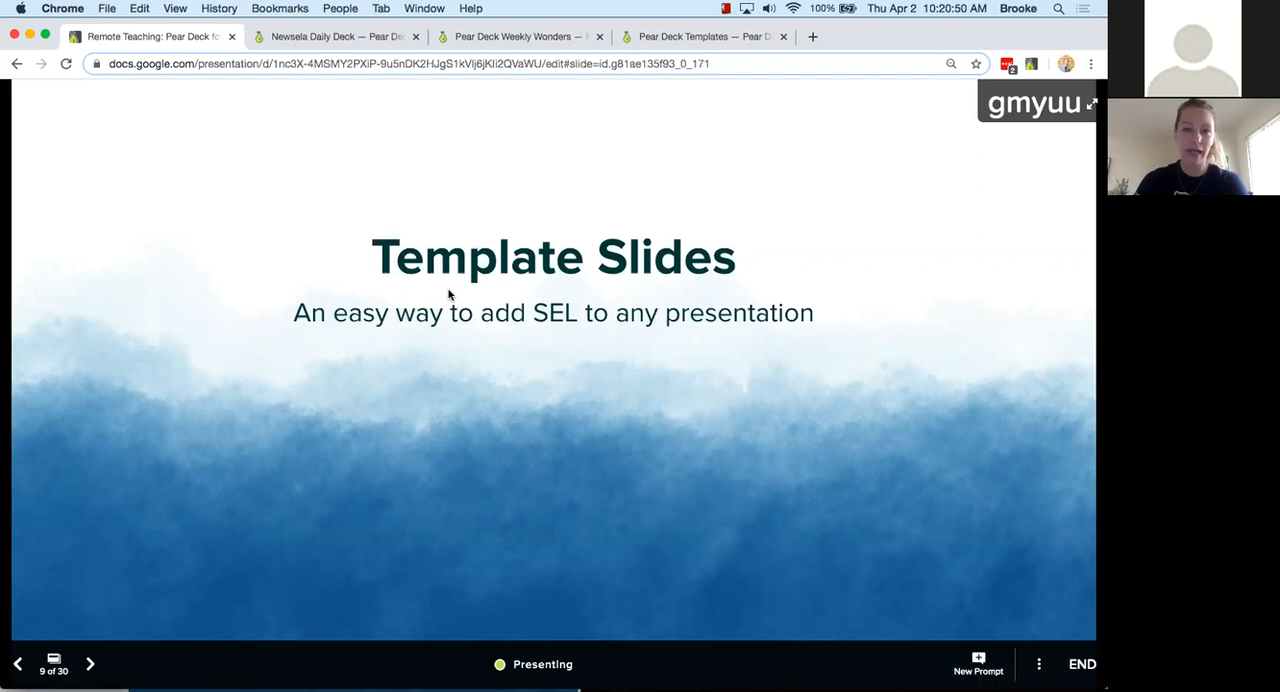 Chrome File Edit View History Bookmarks People Tab Window Help 100% Thu Apr 2 10:20:50 AM Brooke
Remote Teaching: Pear Deck fo Newsela Daily Deck — Pear De Pear Deck Weekly Wonders — Pear Deck Templates — Pear D
docs.google.com/presentation/d/1nc3X-4MSMY2PXiP-9u5nDK2HJgS1kVlj6jKli2QVaWU/edit#slide=id.g81ae135f93_0_171 2
gmyuu
Template Slides
An easy way to add SEL to any presentation
9 of 30 Presenting New Prompt END